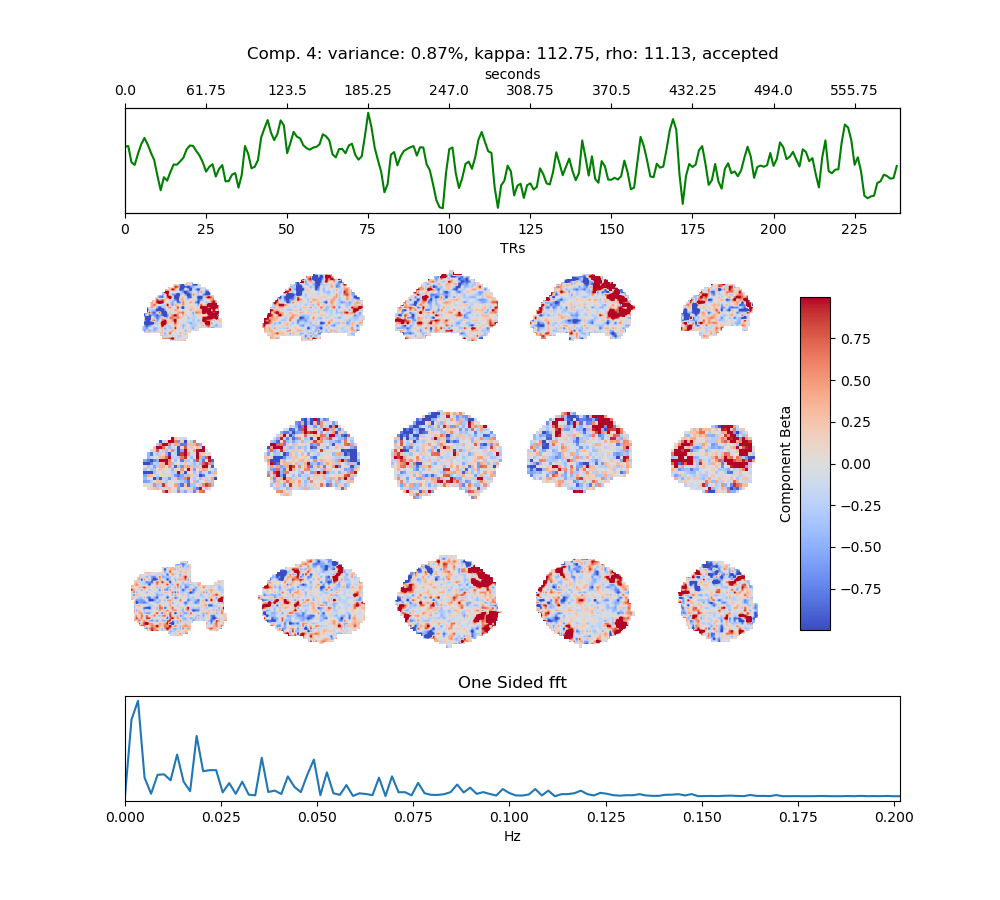 Comp. 4: variance: 0.87%, kappa: 112.75, rho: 11.13, accepted
seconds
0.0 61.75 123.5 185.25 247.0 308.75 370.5 432.25 494.0 555.75
0 25 50 75 100 125 150 175 200 225
TRs
0.75
0.50
0.25
0.00
−0.25
−0.50
−0.75
Component Beta
One Sided fft
0.000 0.025 0.050 0.075 0.100 0.125 0.150 0.175 0.200
Hz